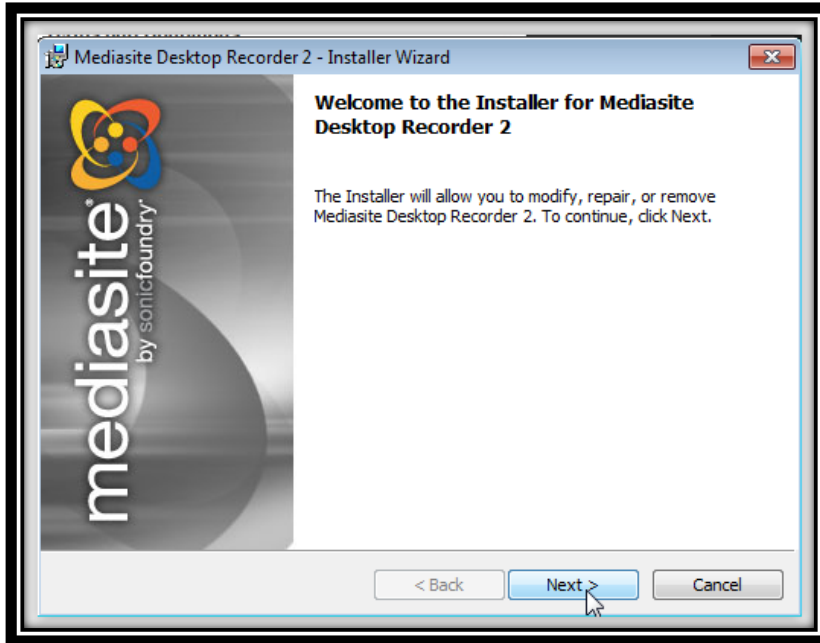 Mediasite Desktop Recorder 2 - Installer Wizard
Welcome to the Installer for Mediasite
Desktop Recorder 2
The Installer will allow you to modify, repair, or remove
Mediasite Desktop Recorder 2. To continue, click Next.
mediasite®
by sonicfoundry
< Back
Next >
Cancel